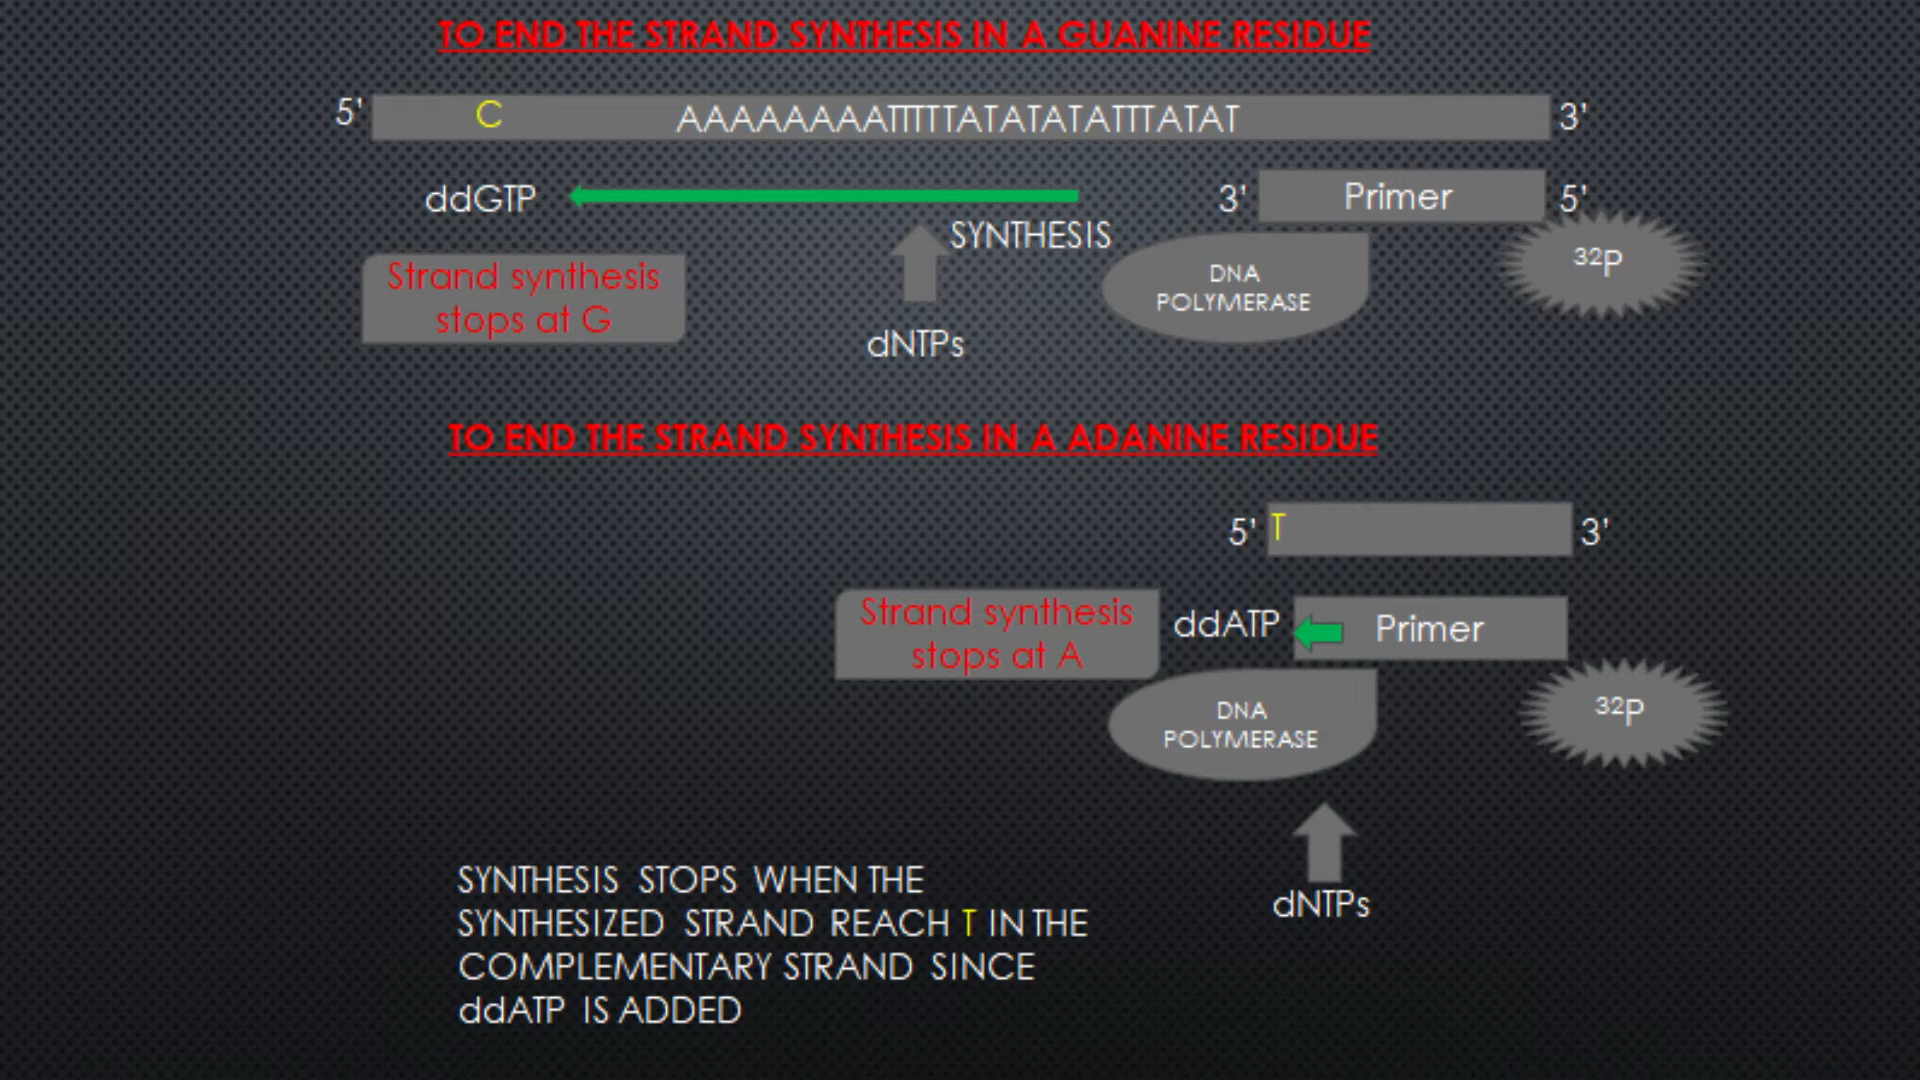 TO END THE STRAND SYNTHESIS IN A GUANINE RESIDUE
5' C AAAAAAAATTTTTATATATATTTATAT 3'
ddGTP 3' Primer 5'
SYNTHESIS
Strand synthesis
stops at G
DNA
POLYMERASE
32P
dNTPs
TO END THE STRAND SYNTHESIS IN A ADANINE RESIDUE
5' T 3'
Strand synthesis
stops at A
ddATP Primer
DNA
POLYMERASE
32P
dNTPs
SYNTHESIS STOPS WHEN THE
SYNTHESIZED STRAND REACH T IN THE
COMPLEMENTARY STRAND SINCE
ddATP IS ADDED